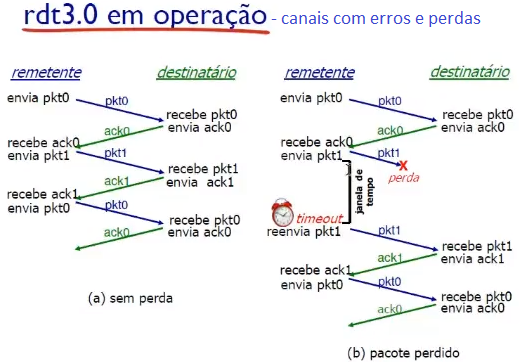 rdt3.0 em operação - canais com erros e perdas
remetente
destinatário
envia pkt0
pkt0
recebe pkt0
envia ack0
ack0
recebe ack0
envia pkt1
pkt1
recebe pkt1
envia ack1
ack1
recebe ack1
envia pkt0
pkt0
recebe pkt0
envia ack0
ack0
(a) sem perda
remetente
destinatário
envia pkt0
pkt0
recebe pkt0
envia ack0
ack0
recebe ack0
envia pkt1
pkt1
X
perda
janela de
tempo
timeout
reenvia pkt1
pkt1
recebe pkt1
envia ack1
ack1
recebe ack1
envia pkt0
pkt0
recebe pkt0
envia ack0
ack0
(b) pacote perdido